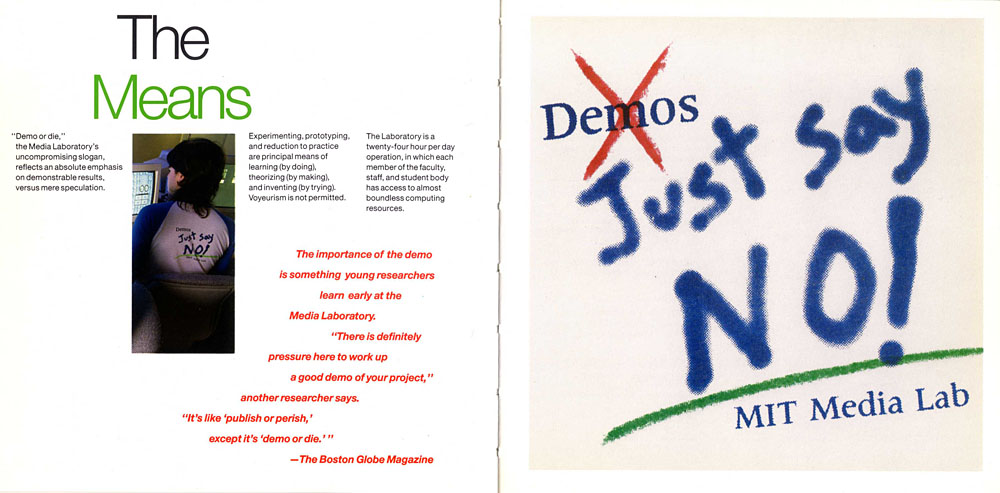 The
Means
"Demo or die,"
the Media Laboratory's
uncompromising slogan,
reflects an absolute emphasis
on demonstrable results,
versus mere speculation.
Demos
Just Say
NO!
Experimenting, prototyping,
and reduction to practice
are principal means of
learning (by doing),
theorizing (by making),
and inventing (by trying).
Voyeurism is not permitted.
The Laboratory is a
twenty-four hour per day
operation, in which each
member of the faculty,
staff, and student body
has access to almost
boundless computing
resources.
The importance of the demo
is something young researchers
learn early at the
Media Laboratory.
"There is definitely
pressure here to work up
a good demo of your project,"
another researcher says.
"It's like 'publish or perish,'
except it's 'demo or die.' "
—The Boston Globe Magazine
Demos
Just Say
NO!
MIT Media Lab